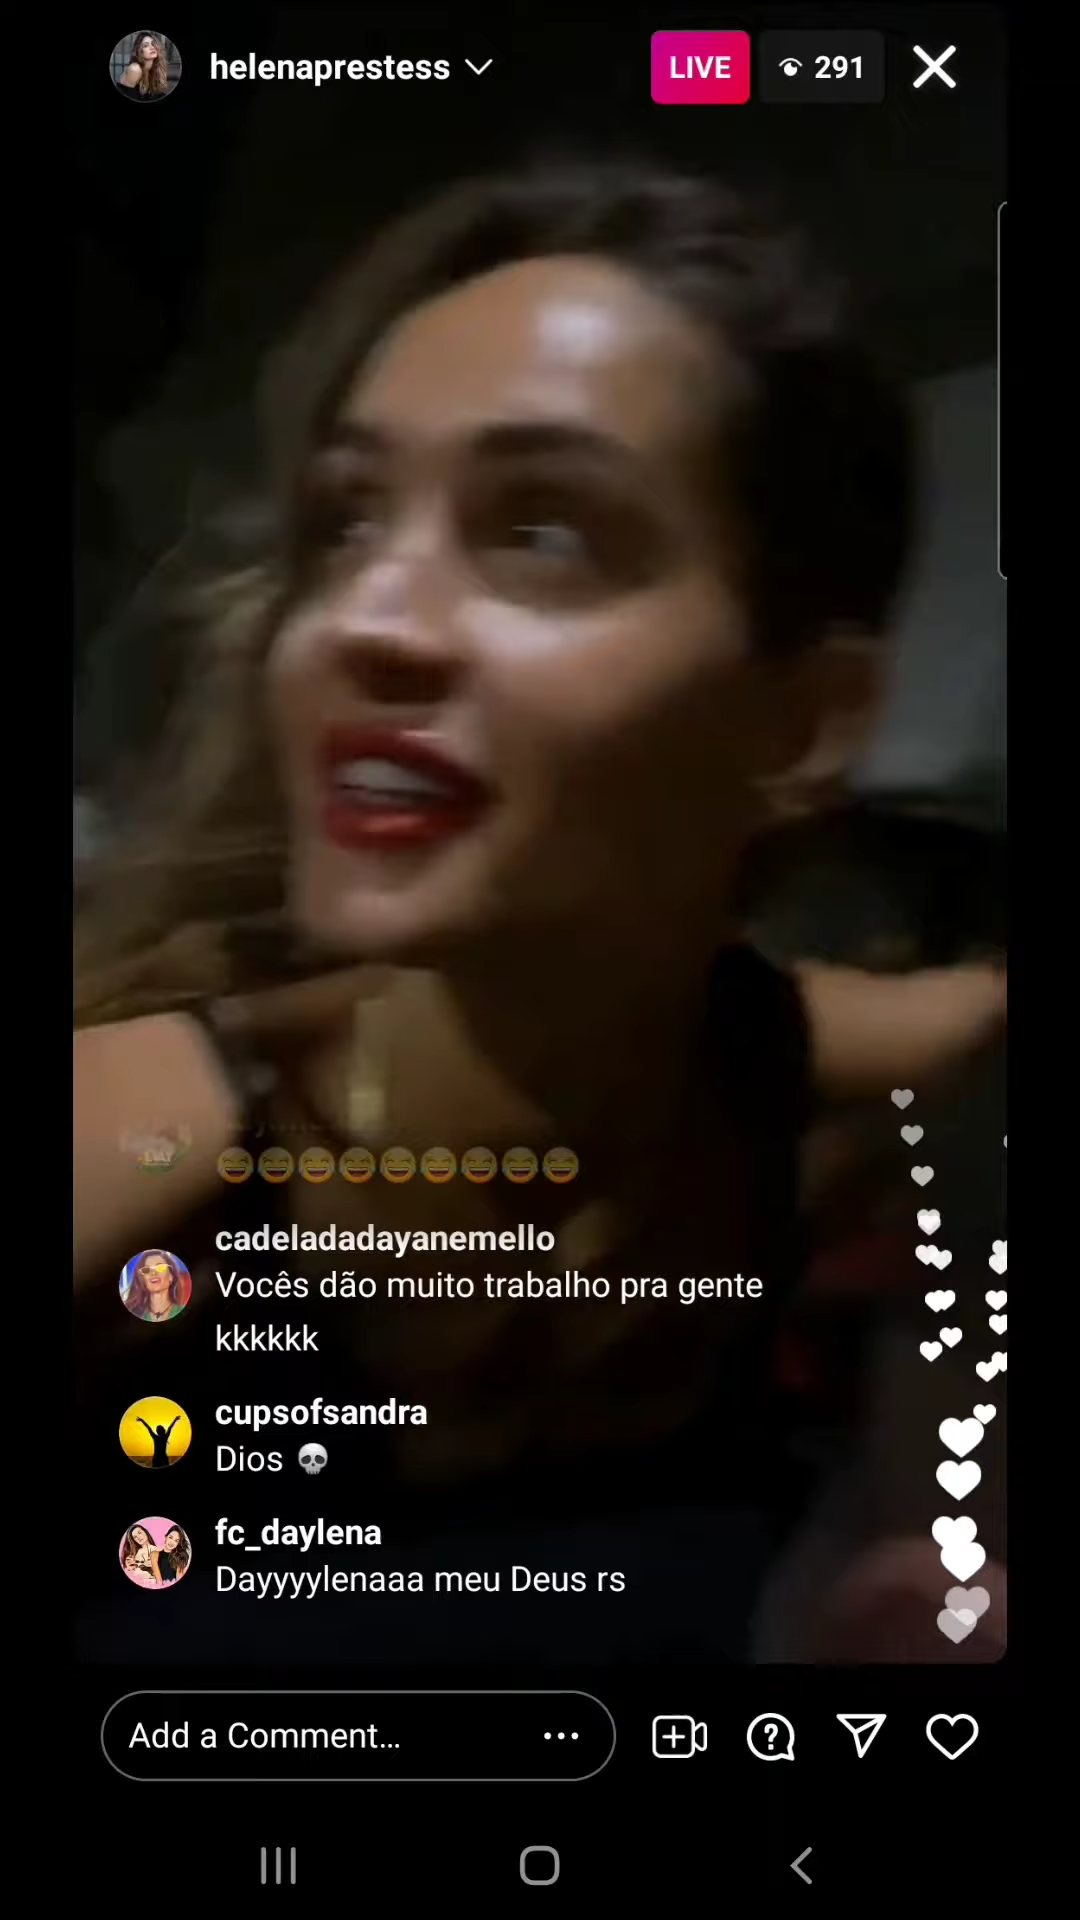 helenaprestess
LIVE
291
😂😂😂😂😂😂😂😂😂
cadeladadayanemello
Vocês dão muito trabalho pra gente
kkkkkk
cupsofsandra
Dios 💀
fc_daylena
Dayyyylenaaa meu Deus rs
Add a Comment...